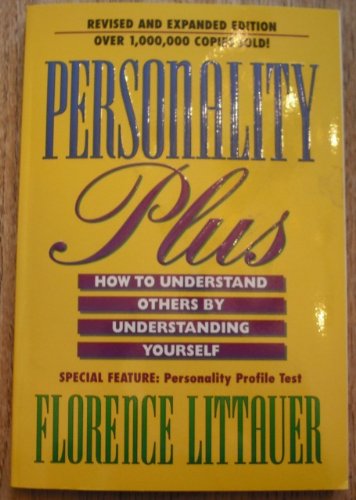 REVISED AND EXPANDED EDITION
OVER 1,000,000 COPIES SOLD!
PERSONALITY
Plus
HOW TO UNDERSTAND
OTHERS BY
UNDERSTANDING
YOURSELF
SPECIAL FEATURE: Personality Profile Test
FLORENCE LITTAUER